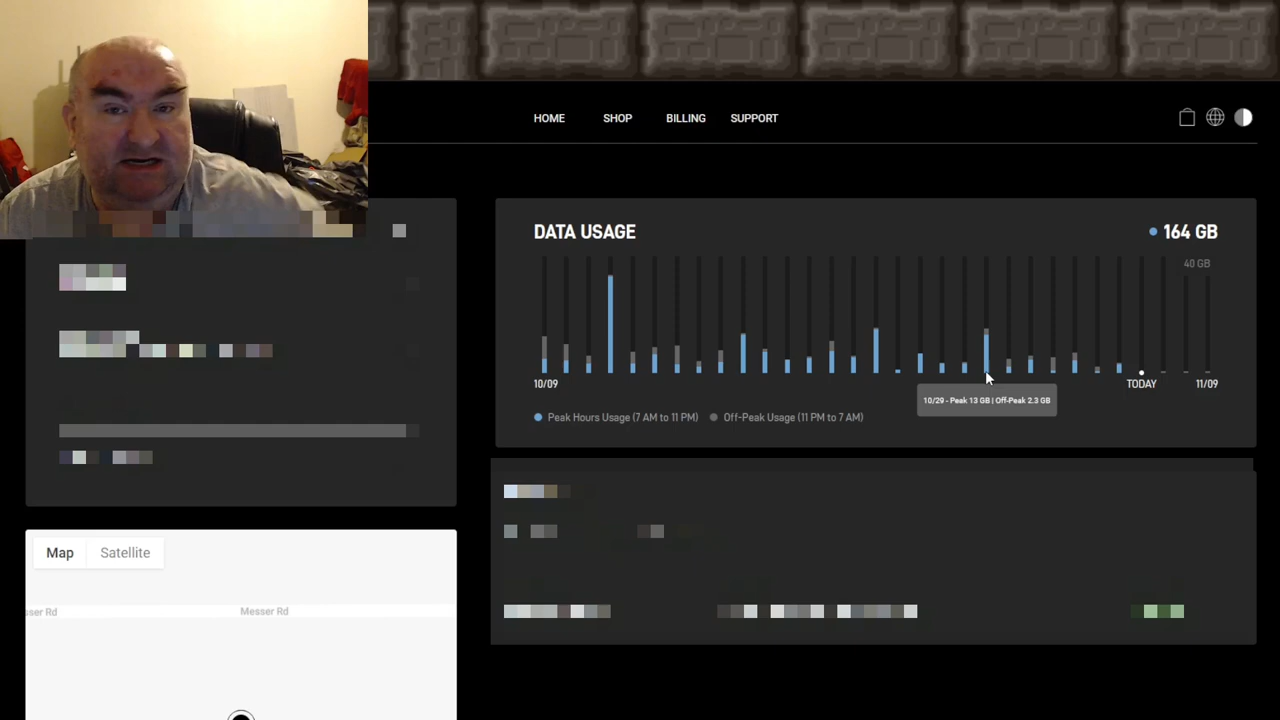 HOME SHOP BILLING SUPPORT
DATA USAGE 164 GB
40 GB
10/09 TODAY 11/09
10/29 - Peak 13 GB | Off-Peak 2.3 GB
Peak Hours Usage (7 AM to 11 PM) Off-Peak Usage (11 PM to 7 AM)
Map Satellite
sser Rd Messer Rd